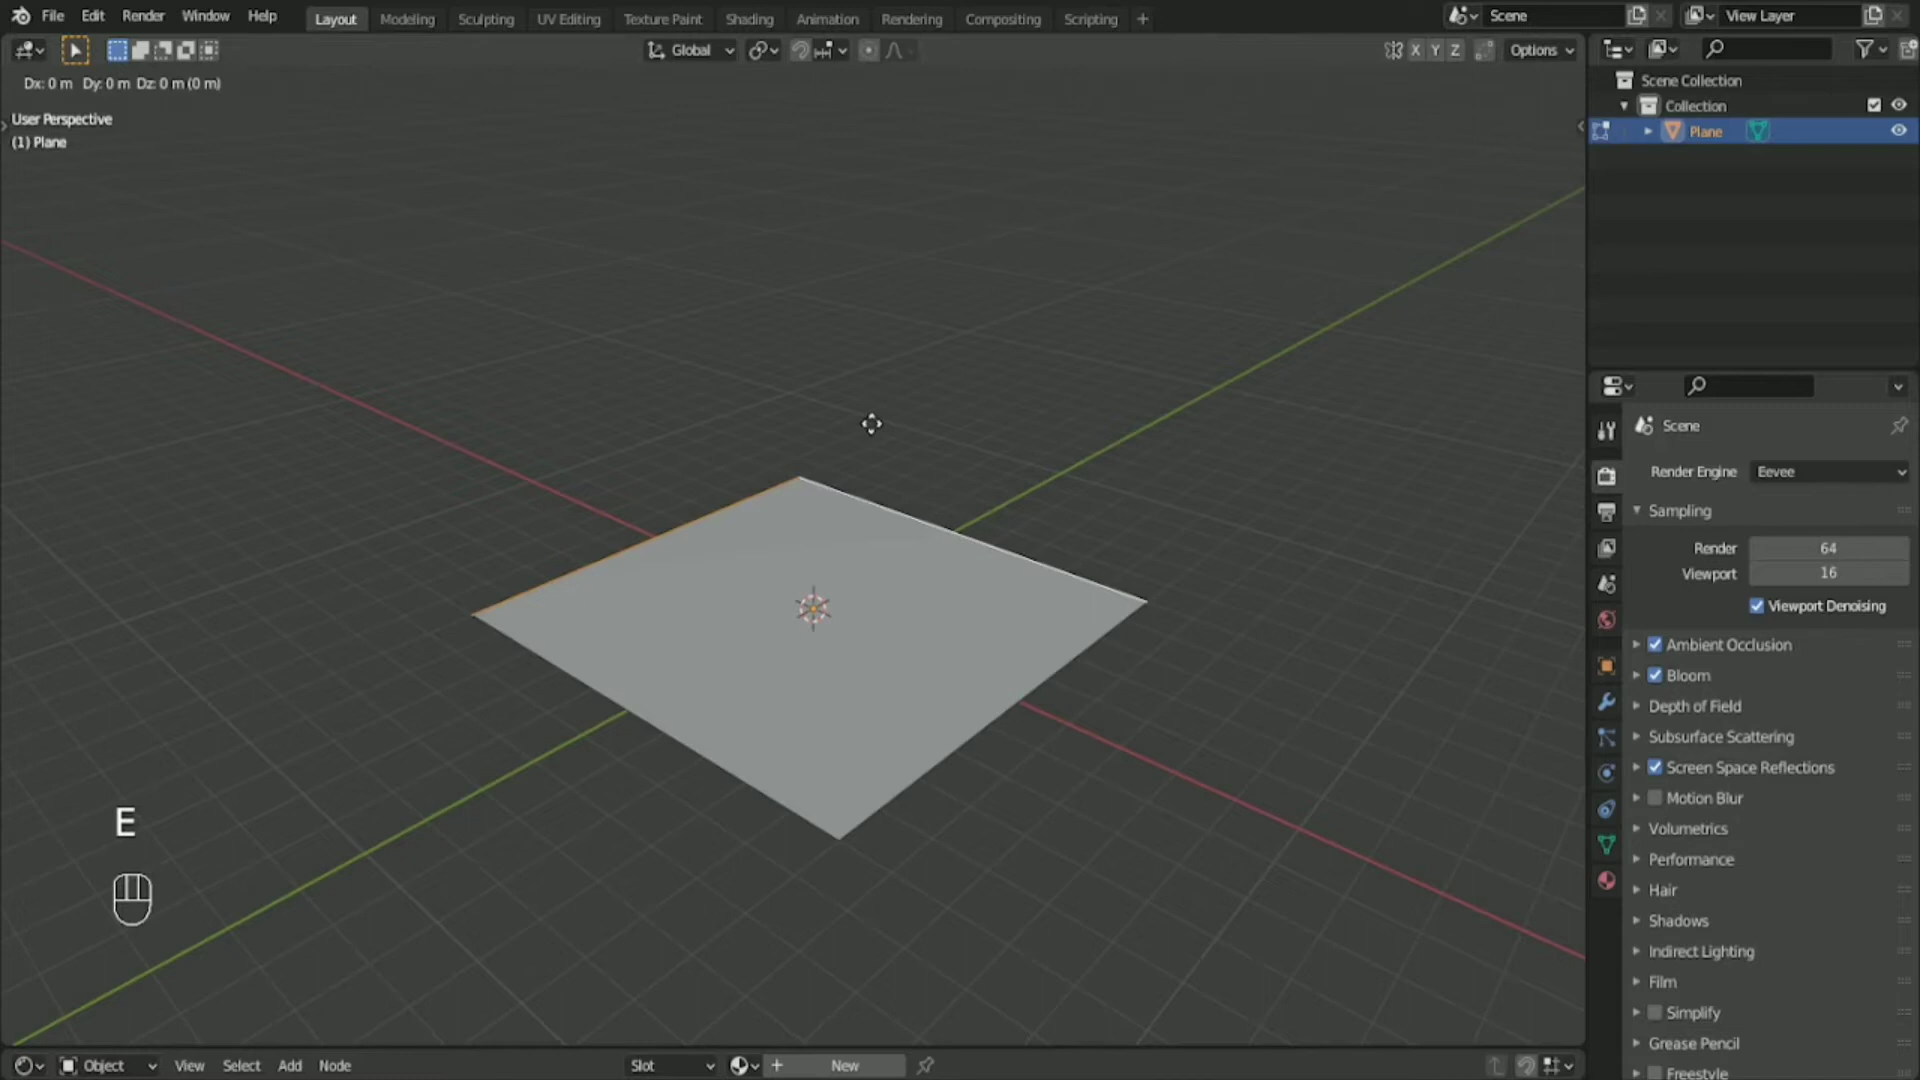 File Edit Render Window Help Layout Modeling Sculpting UV Editing Texture Paint Shading Animation Rendering Compositing Scripting + Scene View Layer
Global X Y Z Options
Dx: 0 m Dy: 0 m Dz: 0 m (0 m)
User Perspective
(1) Plane
E
Scene Collection
Collection
Plane
Scene
Render Engine Eevee
Sampling
Render 64
Viewport 16
Viewport Denoising
Ambient Occlusion
Bloom
Depth of Field
Subsurface Scattering
Screen Space Reflections
Motion Blur
Volumetrics
Performance
Hair
Shadows
Indirect Lighting
Film
Simplify
Grease Pencil
Freestyle
Object View Select Add Node Slot + New